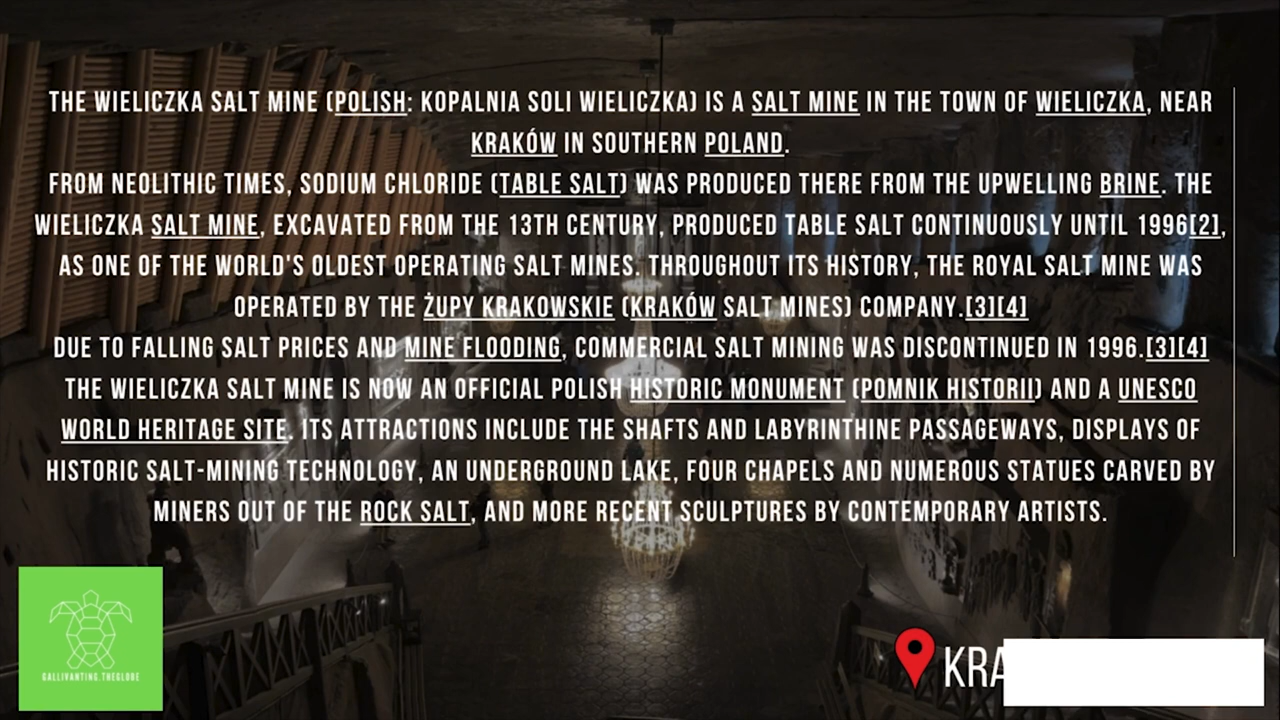 THE WIELICZKA SALT MINE (POLISH: KOPALNIA SOLI WIELICZKA) IS A SALT MINE IN THE TOWN OF WIELICZKA, NEAR
KRAKÓW IN SOUTHERN POLAND.
FROM NEOLITHIC TIMES, SODIUM CHLORIDE (TABLE SALT) WAS PRODUCED THERE FROM THE UPWELLING BRINE. THE
WIELICZKA SALT MINE, EXCAVATED FROM THE 13TH CENTURY, PRODUCED TABLE SALT CONTINUOUSLY UNTIL 1996[2],
AS ONE OF THE WORLD'S OLDEST OPERATING SALT MINES. THROUGHOUT ITS HISTORY, THE ROYAL SALT MINE WAS
OPERATED BY THE ŻUPY KRAKOWSKIE (KRAKÓW SALT MINES) COMPANY.[3][4]
DUE TO FALLING SALT PRICES AND MINE FLOODING, COMMERCIAL SALT MINING WAS DISCONTINUED IN 1996.[3][4]
THE WIELICZKA SALT MINE IS NOW AN OFFICIAL POLISH HISTORIC MONUMENT (POMNIK HISTORII) AND A UNESCO
WORLD HERITAGE SITE. ITS ATTRACTIONS INCLUDE THE SHAFTS AND LABYRINTHINE PASSAGEWAYS, DISPLAYS OF
HISTORIC SALT-MINING TECHNOLOGY, AN UNDERGROUND LAKE, FOUR CHAPELS AND NUMEROUS STATUES CARVED BY
MINERS OUT OF THE ROCK SALT, AND MORE RECENT SCULPTURES BY CONTEMPORARY ARTISTS.
GALLIVANTING.THEGLOBE